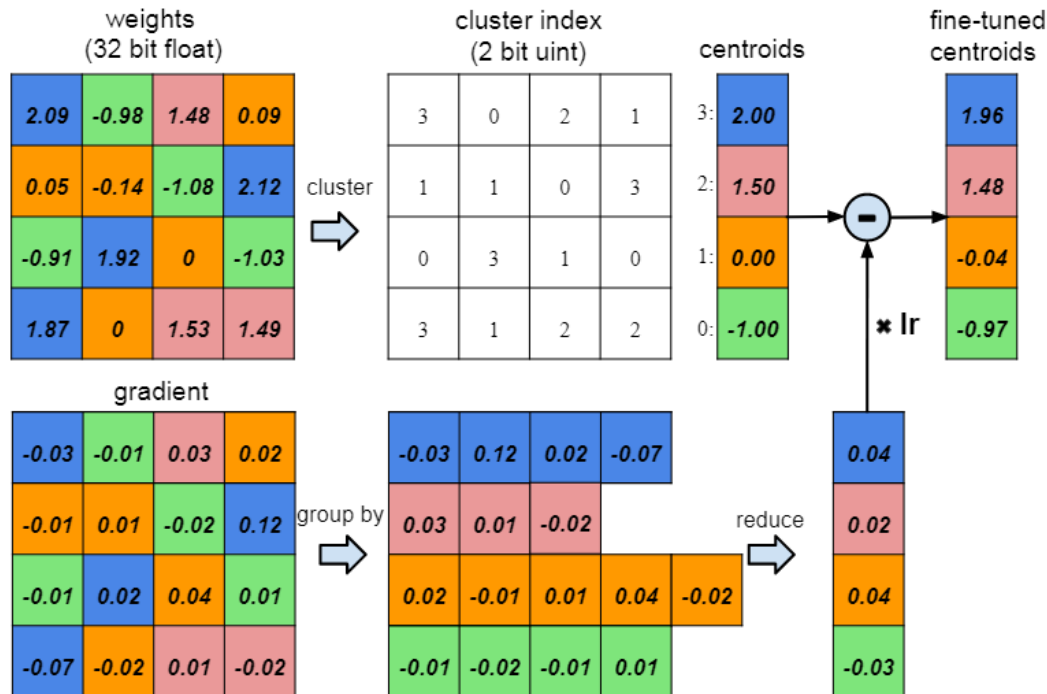 weights
(32 bit float)
cluster index
(2 bit uint)
centroids
fine-tuned
centroids
2.09 -0.98 1.48 0.09
0.05 -0.14 -1.08 2.12
-0.91 1.92 0 -1.03
1.87 0 1.53 1.49
cluster
3 0 2 1
1 1 0 3
0 3 1 0
3 1 2 2
3: 2.00
2: 1.50
1: 0.00
0: -1.00
-
× lr
1.96
1.48
-0.04
-0.97
gradient
-0.03 -0.01 0.03 0.02
-0.01 0.01 -0.02 0.12
-0.01 0.02 0.04 0.01
-0.07 -0.02 0.01 -0.02
group by
-0.03 0.12 0.02 -0.07
0.03 0.01 -0.02
0.02 -0.01 0.01 0.04 -0.02
-0.01 -0.02 -0.01 0.01
reduce
0.04
0.02
0.04
-0.03